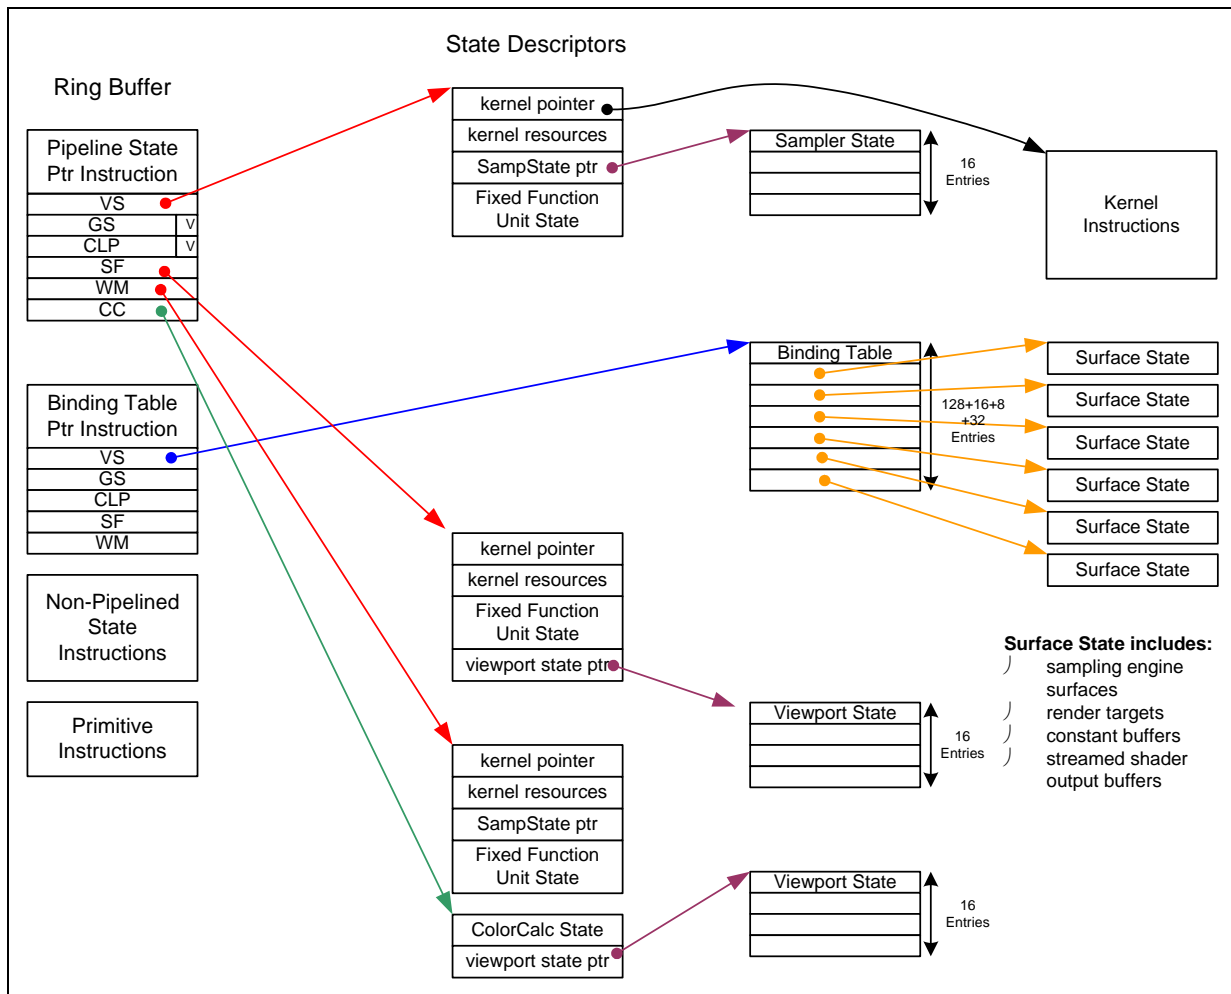 State Descriptors
Ring Buffer
Pipeline State
Ptr Instruction
VS
GS
V
CLP
V
SF
WM
CC
Binding Table
Ptr Instruction
VS
GS
CLP
SF
WM
Non-Pipelined
State
Instructions
Primitive
Instructions
kernel pointer
kernel resources
SampState ptr
Fixed Function
Unit State
kernel pointer
kernel resources
Fixed Function
Unit State
viewport state ptr
kernel pointer
kernel resources
SampState ptr
Fixed Function
Unit State
ColorCalc State
viewport state ptr
Sampler State
16
Entries
Binding Table
128+16+8
+32
Entries
Viewport State
16
Entries
Viewport State
16
Entries
Kernel
Instructions
Surface State
Surface State
Surface State
Surface State
Surface State
Surface State
Surface State includes:
sampling engine
surfaces
render targets
constant buffers
streamed shader
output buffers